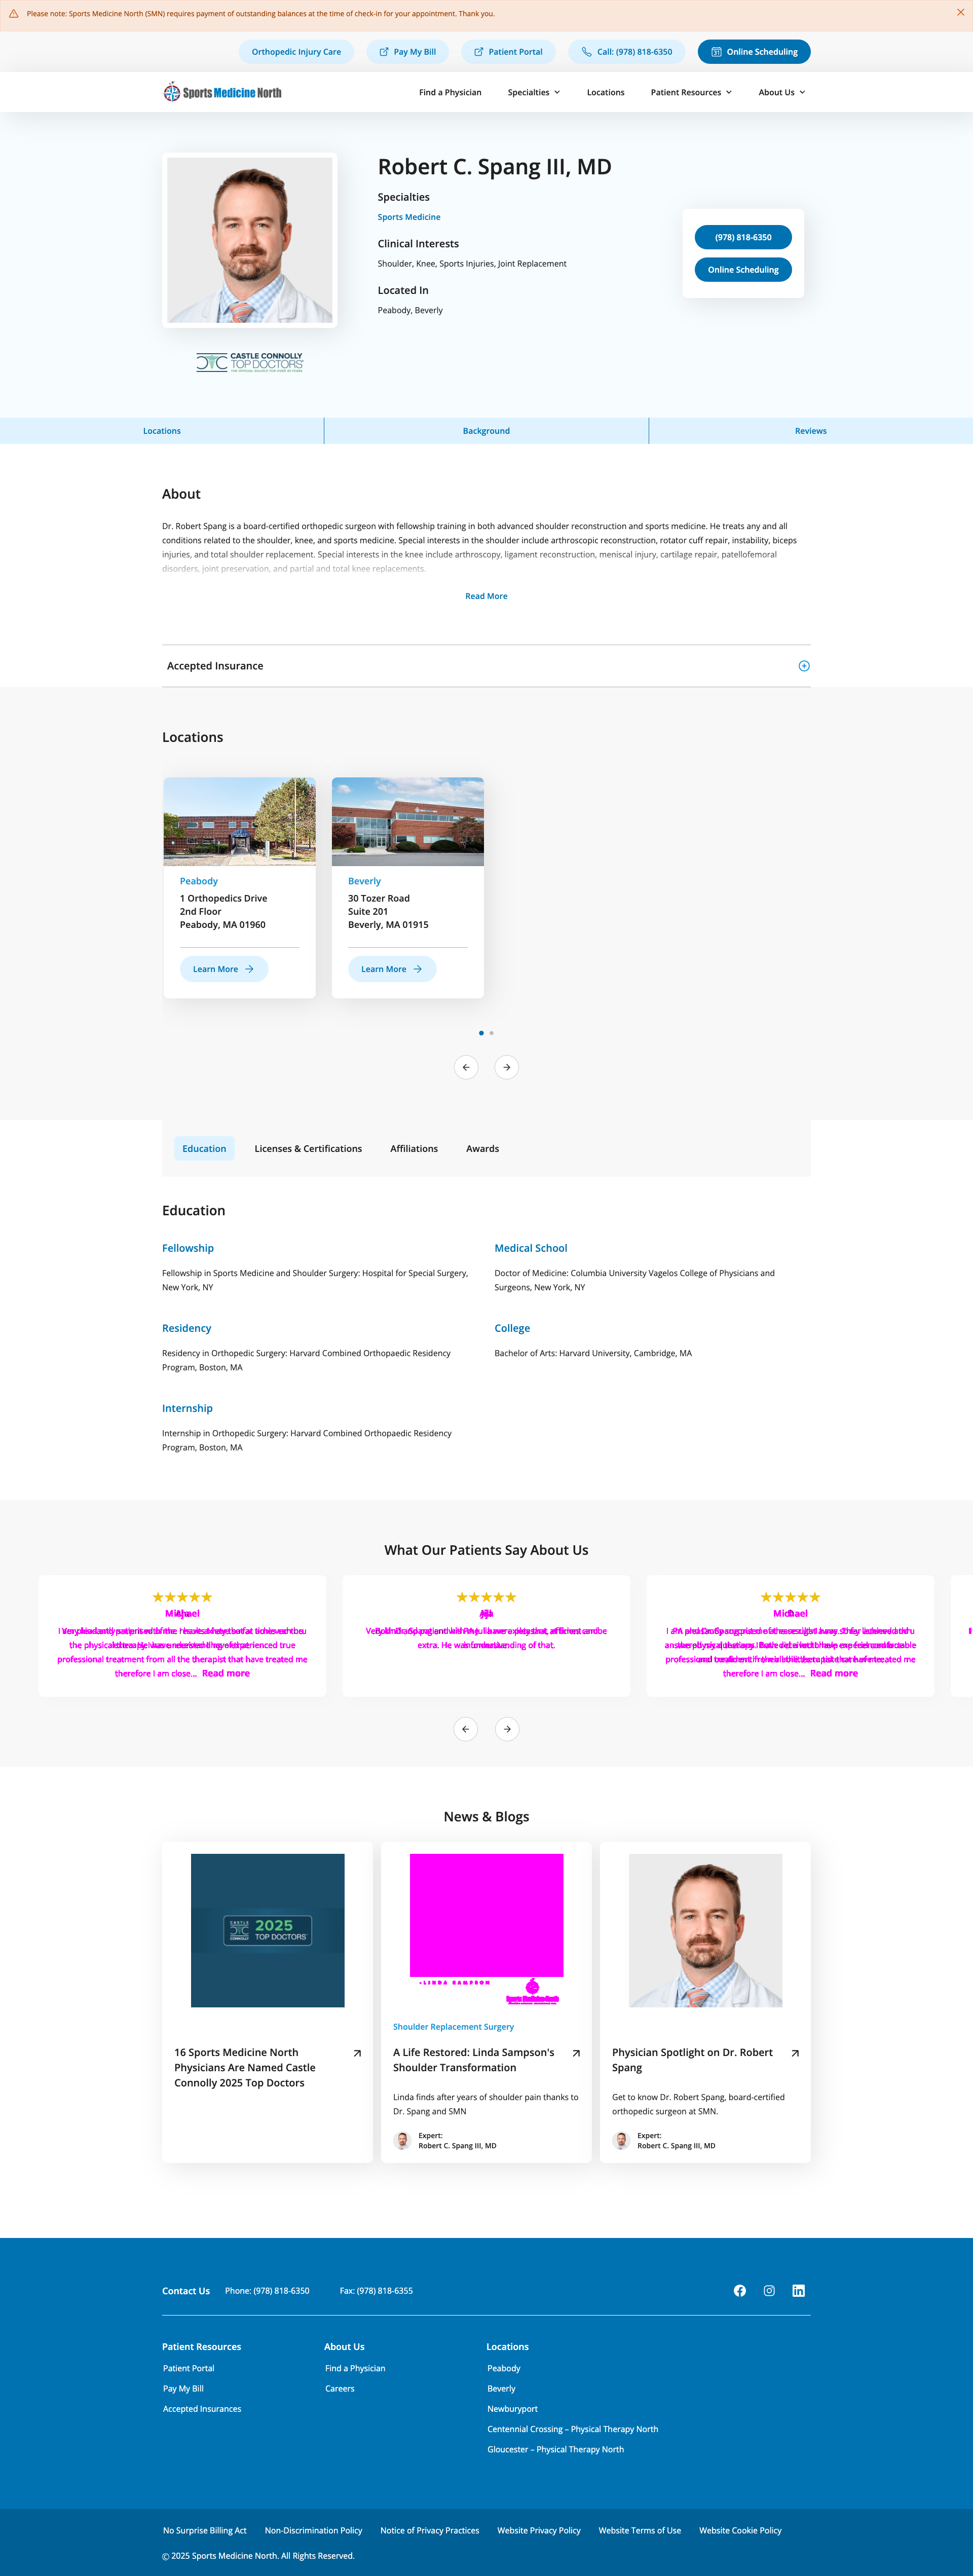 Please note: Sports Medicine North (SMN) requires payment of outstanding balances at the time of check-in for your appointment. Thank you.
Orthopedic Injury Care
Pay My Bill
Patient Portal
Call: (978) 818-6350
Online Scheduling
Sports Medicine North
Find a Physician
Specialties
Locations
Patient Resources
About Us
Robert C. Spang III, MD
Specialties
Sports Medicine
Clinical Interests
Shoulder, Knee, Sports Injuries, Joint Replacement
Located In
Peabody, Beverly
(978) 818-6350
Online Scheduling
CASTLE CONNOLLY
TOP DOCTORS
Locations
Background
Reviews
About
Dr. Robert Spang is a board-certified orthopedic surgeon with fellowship training in both advanced shoulder reconstruction and sports medicine. He treats any and all
conditions related to the shoulder, knee, and sports medicine. Special interests in the shoulder include arthroscopic reconstruction, rotator cuff repair, instability, biceps
injuries, and total shoulder replacement. Special interests in the knee include arthroscopy, ligament reconstruction, meniscal injury, cartilage repair, patellofemoral
disorders, joint preservation, and partial and total knee replacements.
Read More
Accepted Insurance
Locations
Peabody
1 Orthopedics Drive
2nd Floor
Peabody, MA 01960
Learn More
Beverly
30 Tozer Road
Suite 201
Beverly, MA 01915
Learn More
Education
Licenses & Certifications
Affiliations
Awards
Education
Fellowship
Fellowship in Sports Medicine and Shoulder Surgery: Hospital for Special Surgery,
New York, NY
Medical School
Doctor of Medicine: Columbia University Vagelos College of Physicians and
Surgeons, New York, NY
Residency
Residency in Orthopedic Surgery: Harvard Combined Orthopaedic Residency
Program, Boston, MA
College
Bachelor of Arts: Harvard University, Cambridge, MA
Internship
Internship in Orthopedic Surgery: Harvard Combined Orthopaedic Residency
Program, Boston, MA
What Our Patients Say About Us
professional treatment from all the therapist that have treated me
therefore I am close... Read more
therefore I am close... Read more
News & Blogs
CASTLE CONNOLLY
2025
TOP DOCTORS
16 Sports Medicine North
Physicians Are Named Castle
Connolly 2025 Top Doctors
-LINDA SAMPSON
Sports Medicine North
Shoulder Replacement Surgery
A Life Restored: Linda Sampson's
Shoulder Transformation
Linda finds after years of shoulder pain thanks to
Dr. Spang and SMN
Expert:
Robert C. Spang III, MD
Physician Spotlight on Dr. Robert
Spang
Get to know Dr. Robert Spang, board-certified
orthopedic surgeon at SMN.
Expert:
Robert C. Spang III, MD
Contact Us
Phone: (978) 818-6350
Fax: (978) 818-6355
Patient Resources
Patient Portal
Pay My Bill
Accepted Insurances
About Us
Find a Physician
Careers
Locations
Peabody
Beverly
Newburyport
Centennial Crossing – Physical Therapy North
Gloucester – Physical Therapy North
No Surprise Billing Act
Non-Discrimination Policy
Notice of Privacy Practices
Website Privacy Policy
Website Terms of Use
Website Cookie Policy
© 2025 Sports Medicine North. All Rights Reserved.